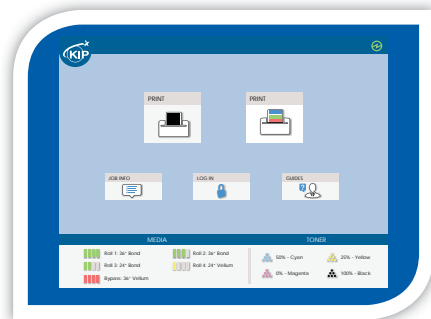 KIP
PRINT
PRINT
JOB INFO
LOG IN
GUIDES
MEDIA
TONER
Roll 1: 36" Bond
Roll 2: 36" Bond
Roll 3: 24" Bond
Roll 4: 24" Vellum
Bypass: 36" Vellum
50% - Cyan
25% - Yellow
0% - Magenta
100% - Black